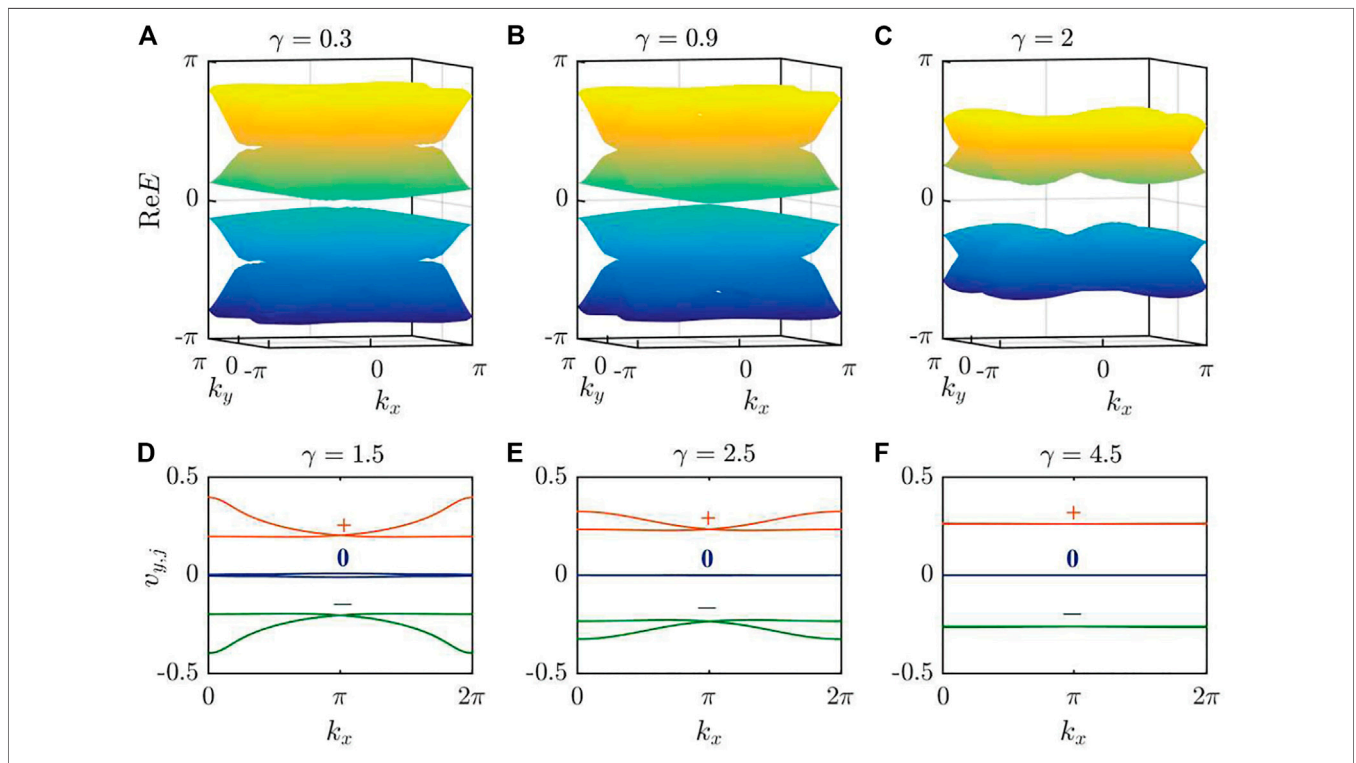 A B C
γ = 0.3 γ = 0.9 γ = 2
π π π
ReE 0 0 0
-π -π -π
π 0 -π 0 π π 0 -π 0 π π 0 -π 0 π
k_y k_x k_y k_x k_y k_x
D E F
γ = 1.5 γ = 2.5 γ = 4.5
0.5 0.5 0.5
+ + +
0 0 0
v_{y,j} 0 0 0
− − −
-0.5 -0.5 -0.5
0 π 2π 0 π 2π 0 π 2π
k_x k_x k_x